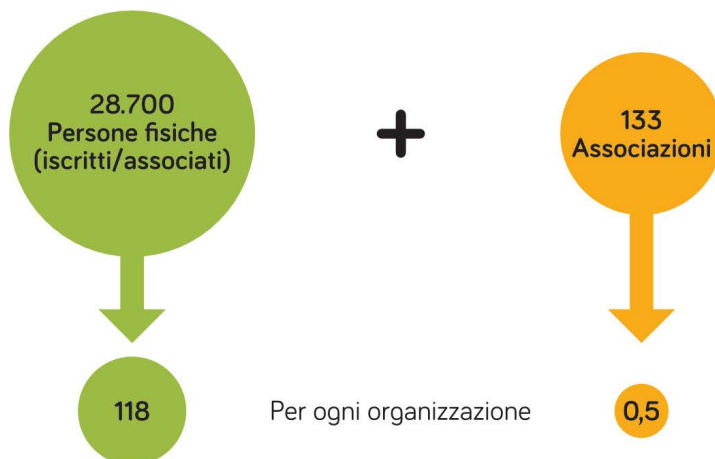 28.700
Persone fisiche
(iscritti/associati)
+
133
Associazioni
118
Per ogni organizzazione
0,5